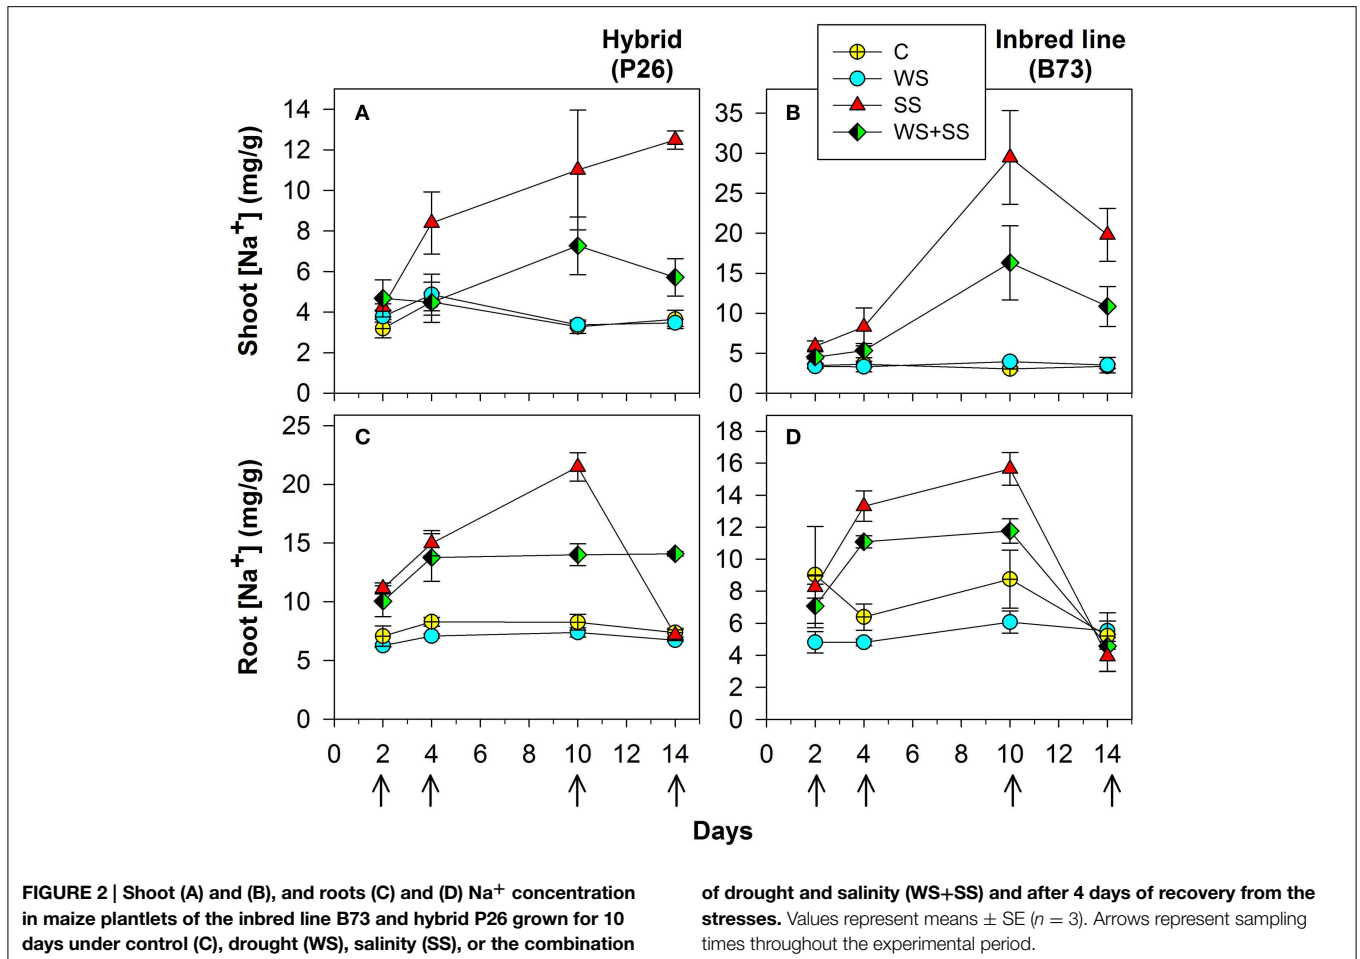 Hybrid
(P26)
Inbred line
(B73)
C
WS
SS
WS+SS
A
14
12
10
8
6
4
2
0
Shoot [Na+] (mg/g)
B
35
30
25
20
15
10
5
0
C
25
20
15
10
5
0
Root [Na+] (mg/g)
D
18
16
14
12
10
8
6
4
2
0
0 2 4 6 8 10 12 14
0 2 4 6 8 10 12 14
Days
FIGURE 2 | Shoot (A) and (B), and roots (C) and (D) Na+ concentration
in maize plantlets of the inbred line B73 and hybrid P26 grown for 10
days under control (C), drought (WS), salinity (SS), or the combination
of drought and salinity (WS+SS) and after 4 days of recovery from the
stresses. Values represent means ± SE (n = 3). Arrows represent sampling
times throughout the experimental period.